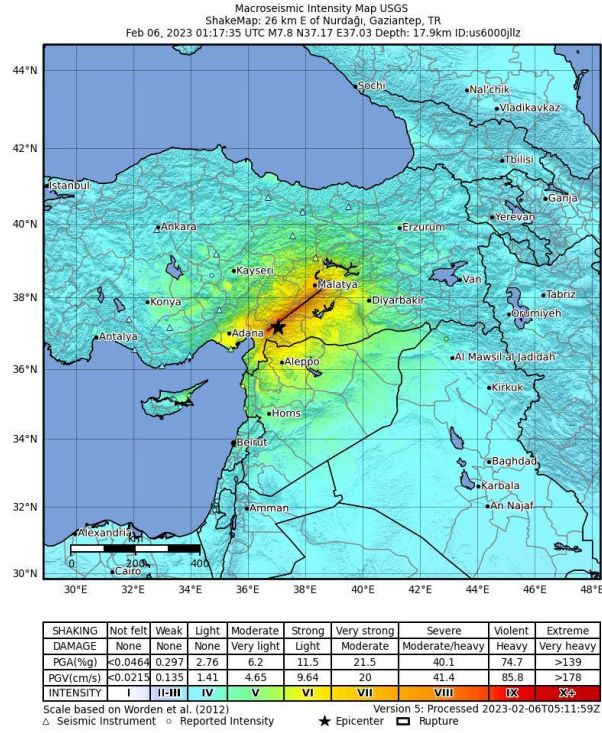 Macroseismic Intensity Map USGS
ShakeMap: 26 km E of Nurdağı, Gaziantep, TR
Feb 06, 2023 01:17:35 UTC M7.8 N37.17 E37.03 Depth: 17.9km ID:us6000jllz
44°N
Sochi
Nal'chik
Vladikavkaz
42°N
Tbilisi
Istanbul
Ganja
40°N
Ankara
Erzurum
Yerevan
Kayseri
Malatya
Van
38°N
Konya
Diyarbakir
Tabriz
Orumiyeh
Antalya
Adana
36°N
Aleppo
Al Mawsil al Jadidah
Kirkuk
Homs
34°N
Beirut
Baghdad
Karbala
32°N
Amman
An Najaf
Alexandria
km
0 200 400
30°N
Cairo
30°E 32°E 34°E 36°E 38°E 40°E 42°E 44°E 46°E 48°E
SHAKING Not felt Weak Light Moderate Strong Very strong Severe Violent Extreme
DAMAGE None None None Very light Light Moderate Moderate/heavy Heavy Very heavy
PGA(%g) <0.0464 0.297 2.76 6.2 11.5 21.5 40.1 74.7 >139
PGV(cm/s) <0.0215 0.135 1.41 4.65 9.64 20 41.4 85.8 >178
INTENSITY I II-III IV V VI VII VIII IX X+
Scale based on Worden et al. (2012) Version 5: Processed 2023-02-06T05:11:59Z
△ Seismic Instrument ○ Reported Intensity ★ Epicenter Rupture